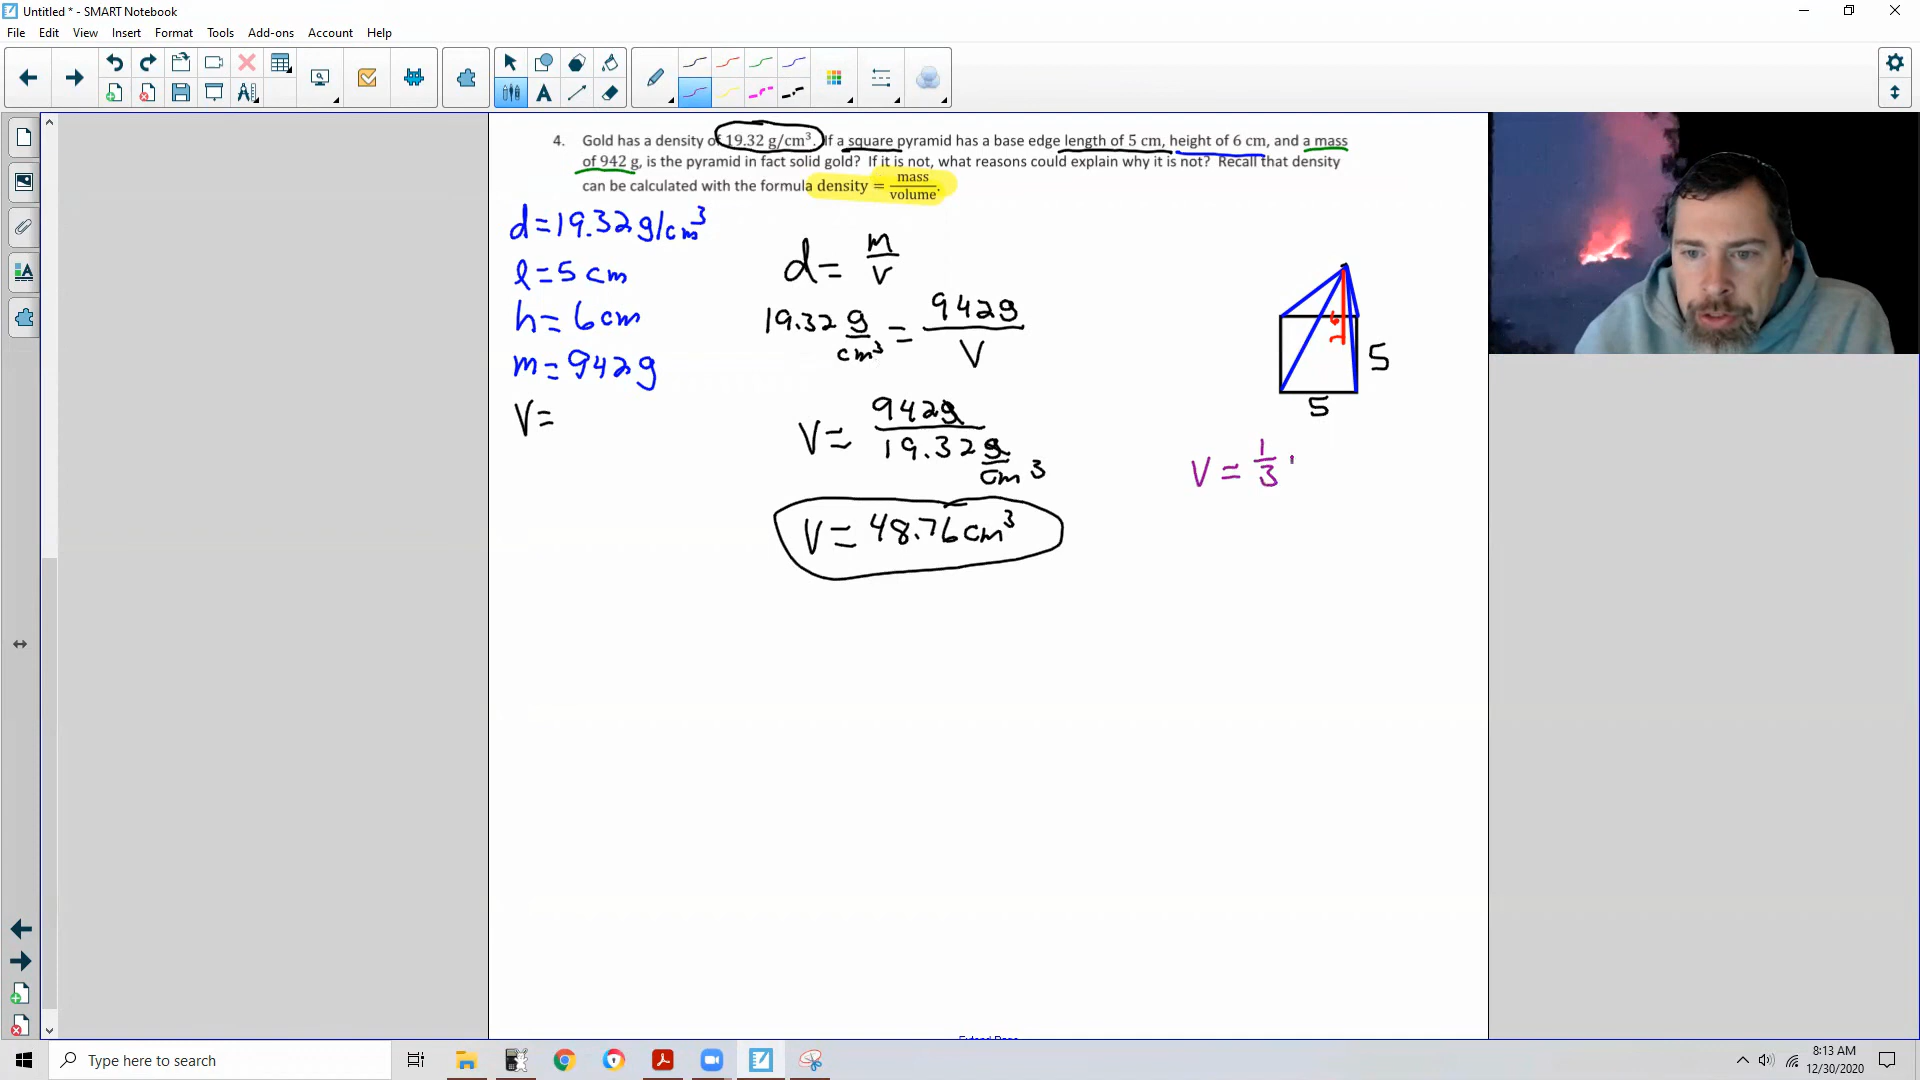 Untitled * - SMART Notebook
File Edit View Insert Format Tools Add-ons Account Help
4. Gold has a density of 19.32 g/cm³. If a square pyramid has a base edge length of 5 cm, height of 6 cm, and a mass
of 942 g, is the pyramid in fact solid gold? If it is not, what reasons could explain why it is not? Recall that density
can be calculated with the formula density = mass/volume.
d=19.32g/cm³
l=5 cm
h=6cm
m=942g
V=
d= m/v
19.32 g/cm³ = 942g/V
V= 942g/19.32 g/cm³
V=48.76cm³
6
5
5
V = 1/3
Type here to search
8:13 AM
12/30/2020